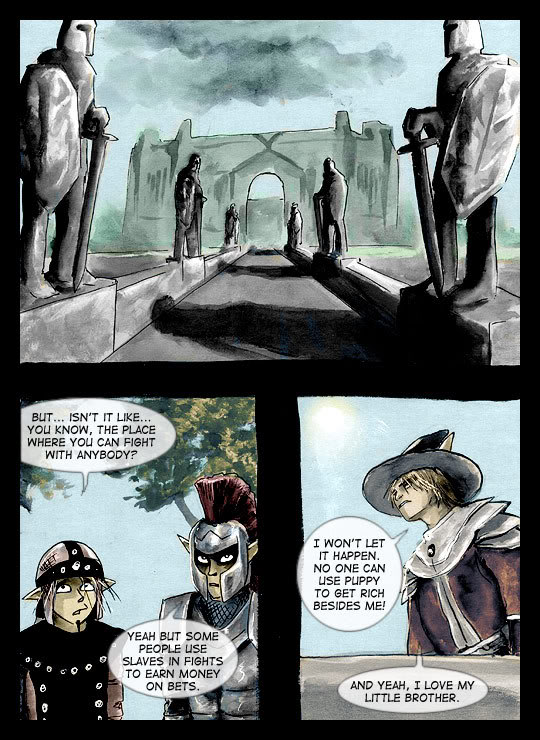 BUT... ISN'T IT LIKE...
YOU KNOW, THE PLACE
WHERE YOU CAN FIGHT
WITH ANYBODY?
YEAH BUT SOME
PEOPLE USE
SLAVES IN FIGHTS
TO EARN MONEY
ON BETS.
I WON'T LET
IT HAPPEN.
NO ONE CAN
USE PUPPY
TO GET RICH
BESIDES ME!
AND YEAH, I LOVE MY
LITTLE BROTHER.